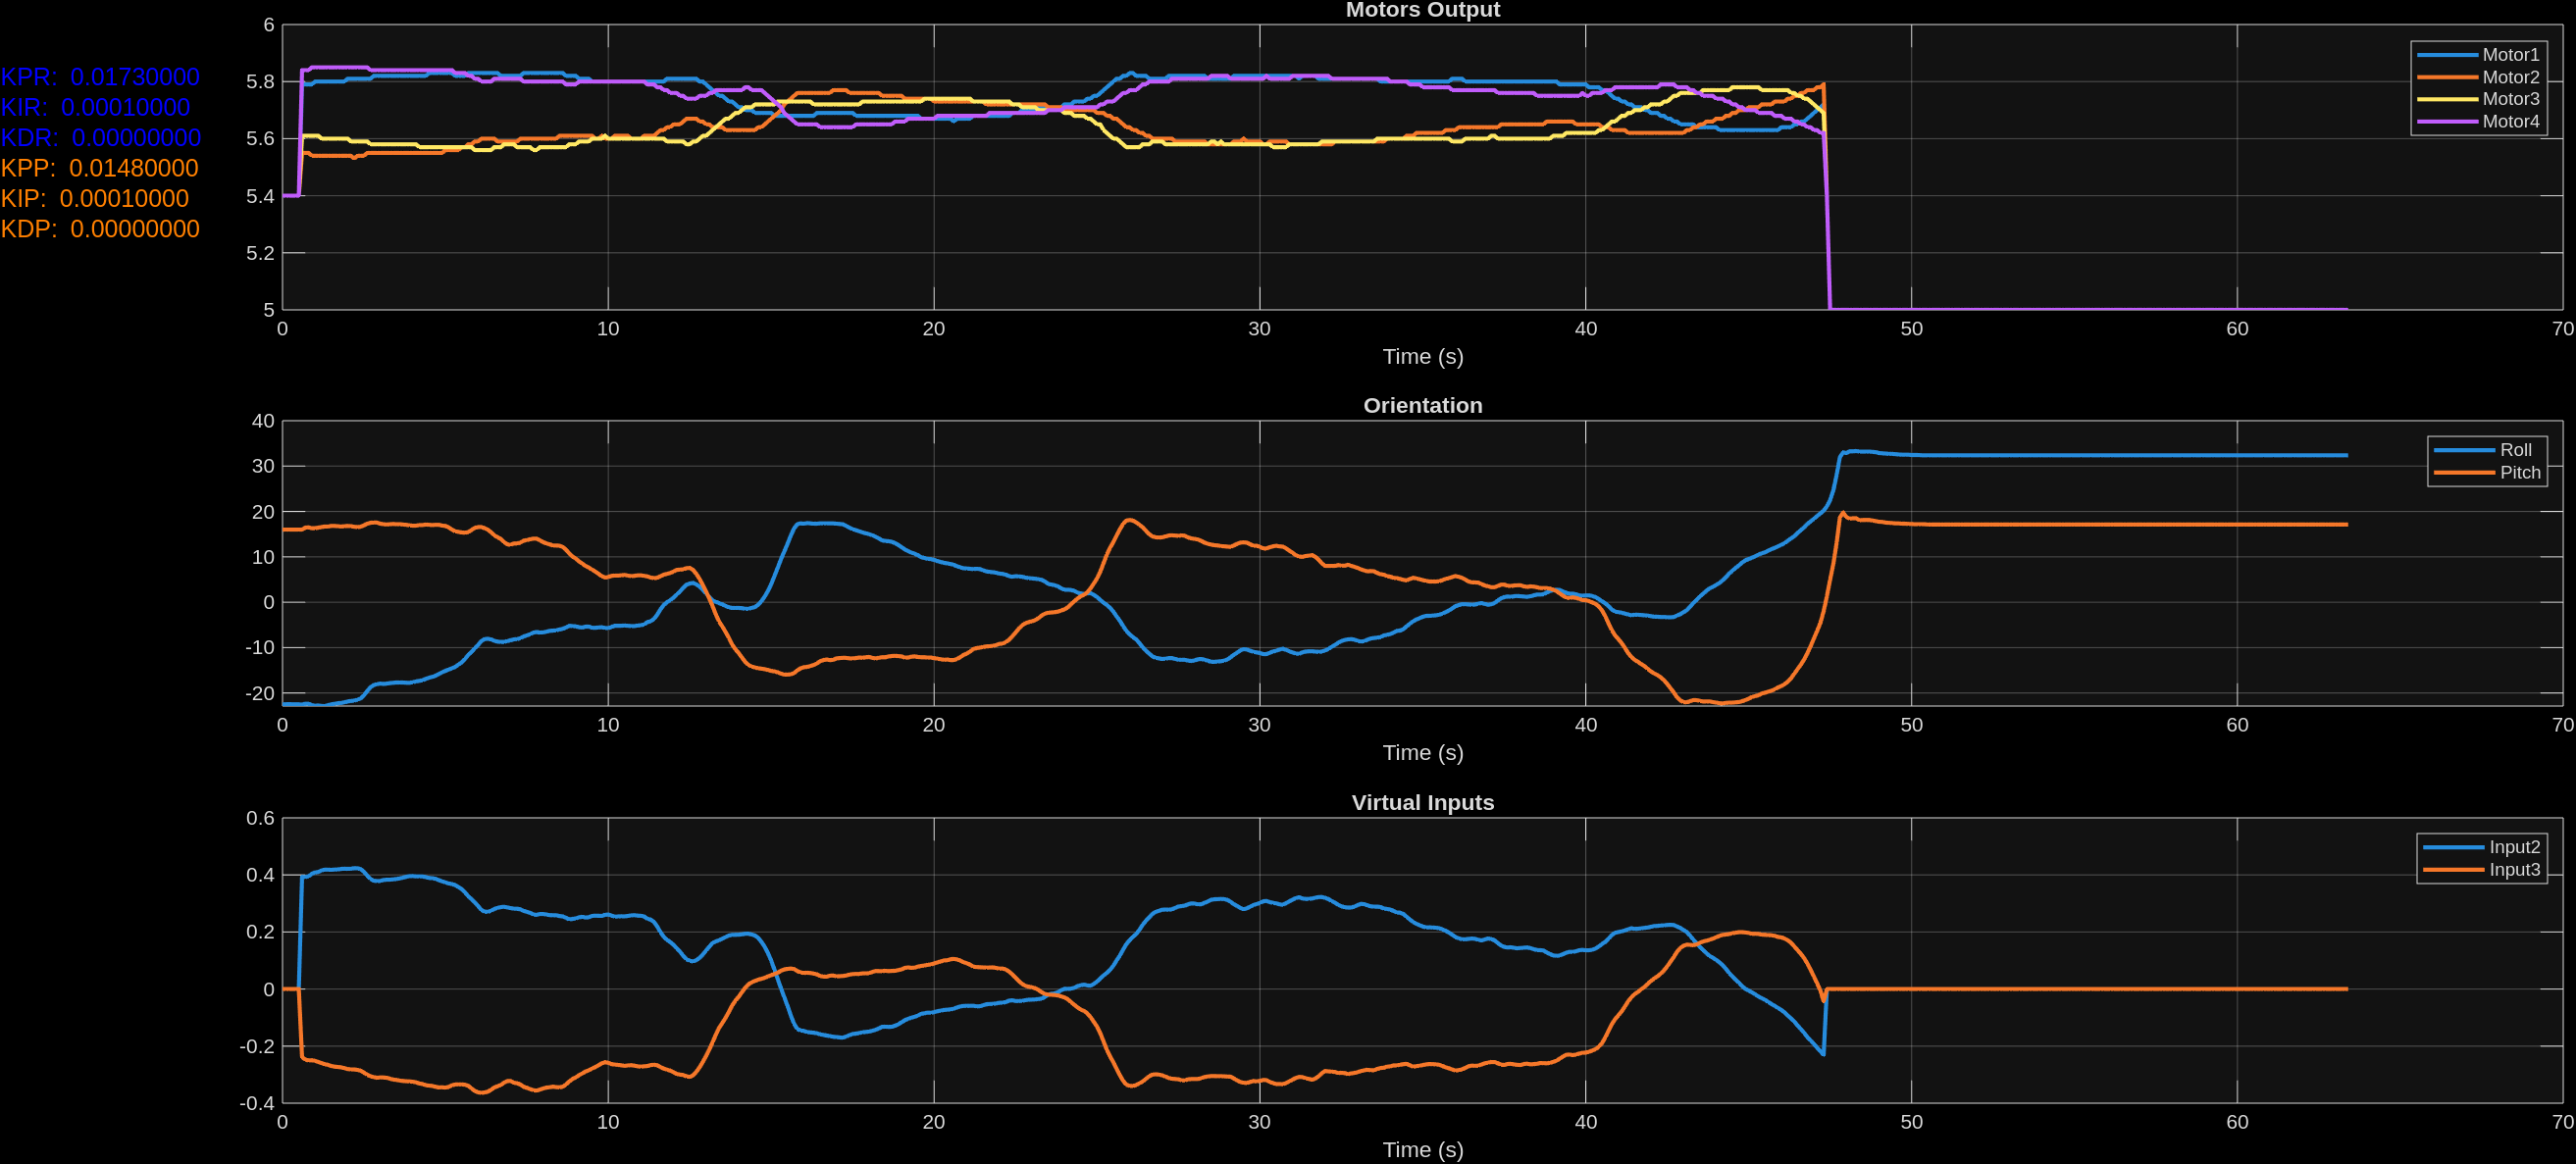 Motors Output
KPR: 0.01730000
KIR: 0.00010000
KDR: 0.00000000
KPP: 0.01480000
KIP: 0.00010000
KDP: 0.00000000
6
5.8
5.6
5.4
5.2
5
Motor1
Motor2
Motor3
Motor4
0 10 20 30 40 50 60 70
Time (s)
Orientation
40
30
20
10
0
-10
-20
Roll
Pitch
0 10 20 30 40 50 60 70
Time (s)
Virtual Inputs
0.6
0.4
0.2
0
-0.2
-0.4
Input2
Input3
0 10 20 30 40 50 60 70
Time (s)